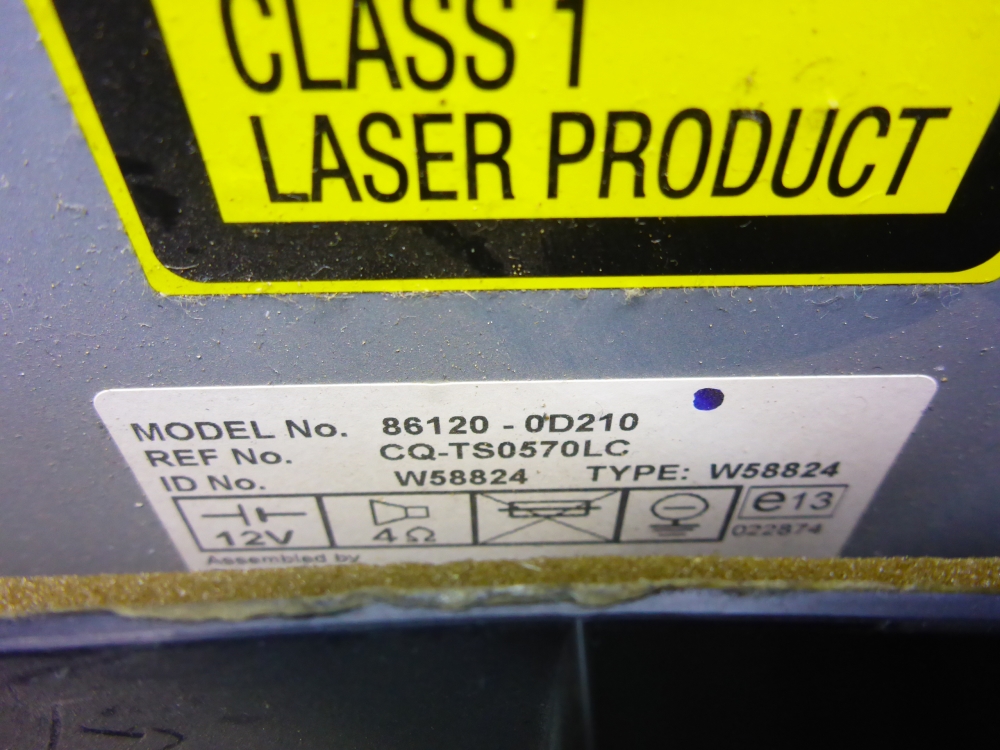 CLASS 1
LASER PRODUCT
MODEL No. 86120 - 0D210
REF No. CQ-TS0570LC
ID No. W58824 TYPE: W58824
12V 4Ω e13
022874
Assembled by